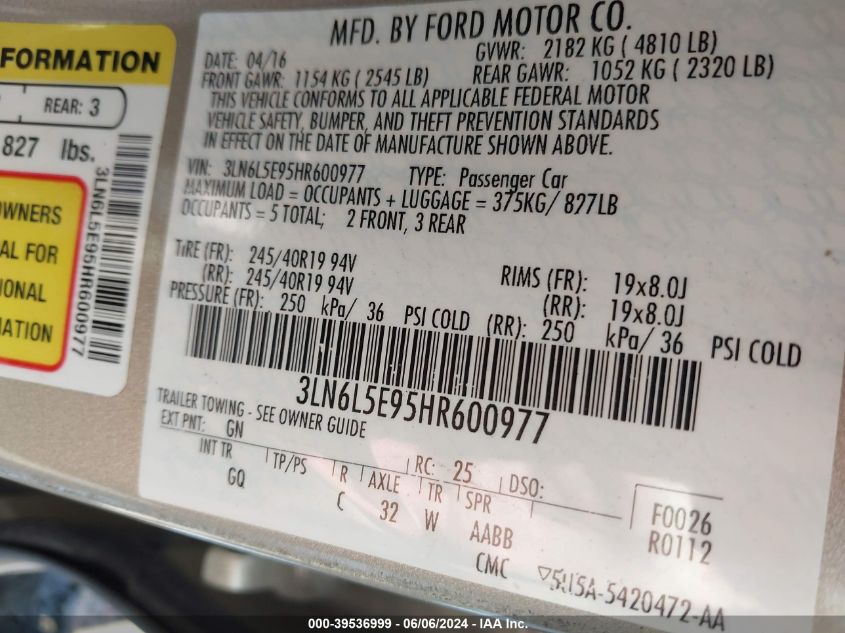 FORMATION
REAR: 3
827 lbs.
OWNERS
AL FOR
IONAL
MATION
3LN6L5E95HR600977
MFD. BY FORD MOTOR CO.
DATE: 04/16 GVWR: 2182 KG ( 4810 LB)
FRONT GAWR: 1154 KG ( 2545 LB) REAR GAWR: 1052 KG ( 2320 LB)
THIS VEHICLE CONFORMS TO ALL APPLICABLE FEDERAL MOTOR
VEHICLE SAFETY, BUMPER, AND THEFT PREVENTION STANDARDS
IN EFFECT ON THE DATE OF MANUFACTURE SHOWN ABOVE.
VIN: 3LN6L5E95HR600977 TYPE: Passenger Car
MAXIMUM LOAD = OCCUPANTS + LUGGAGE = 375KG/ 827LB
OCCUPANTS = 5 TOTAL; 2 FRONT, 3 REAR
TIRE (FR): 245/40R19 94V RIMS (FR): 19x8.0J
(RR): 245/40R19 94V (RR): 19x8.0J
PRESSURE (FR): 250 kPa/ 36 PSI COLD (RR): 250 kPa/ 36 PSI COLD
3LN6L5E95HR600977
TRAILER TOWING - SEE OWNER GUIDE
EXT PNT: GN RC: 25 DSO:
INT TR TP/PS R AXLE TR SPR F0026
GQ C 32 W AABB R0112
CMC 5U5A-5420472-AA
000-39536999 - 06/06/2024 - IAA Inc.